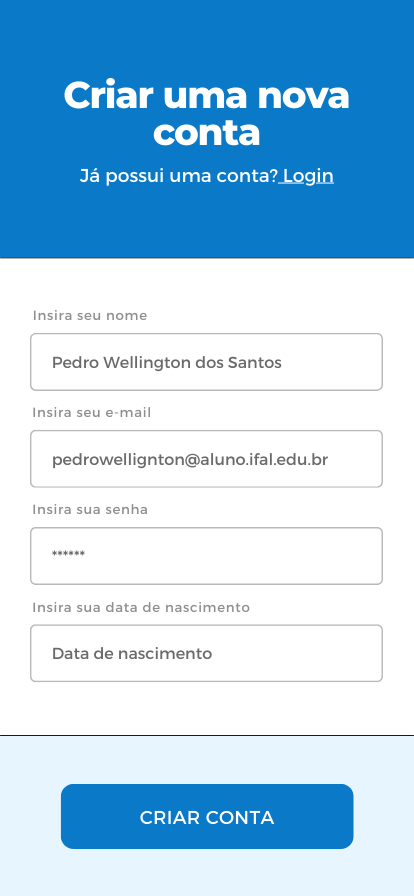 Criar uma nova
conta
Já possui uma conta? Login
Insira seu nome
Pedro Wellington dos Santos
Insira seu e-mail
pedrowellignton@aluno.ifal.edu.br
Insira sua senha
******
Insira sua data de nascimento
Data de nascimento
CRIAR CONTA